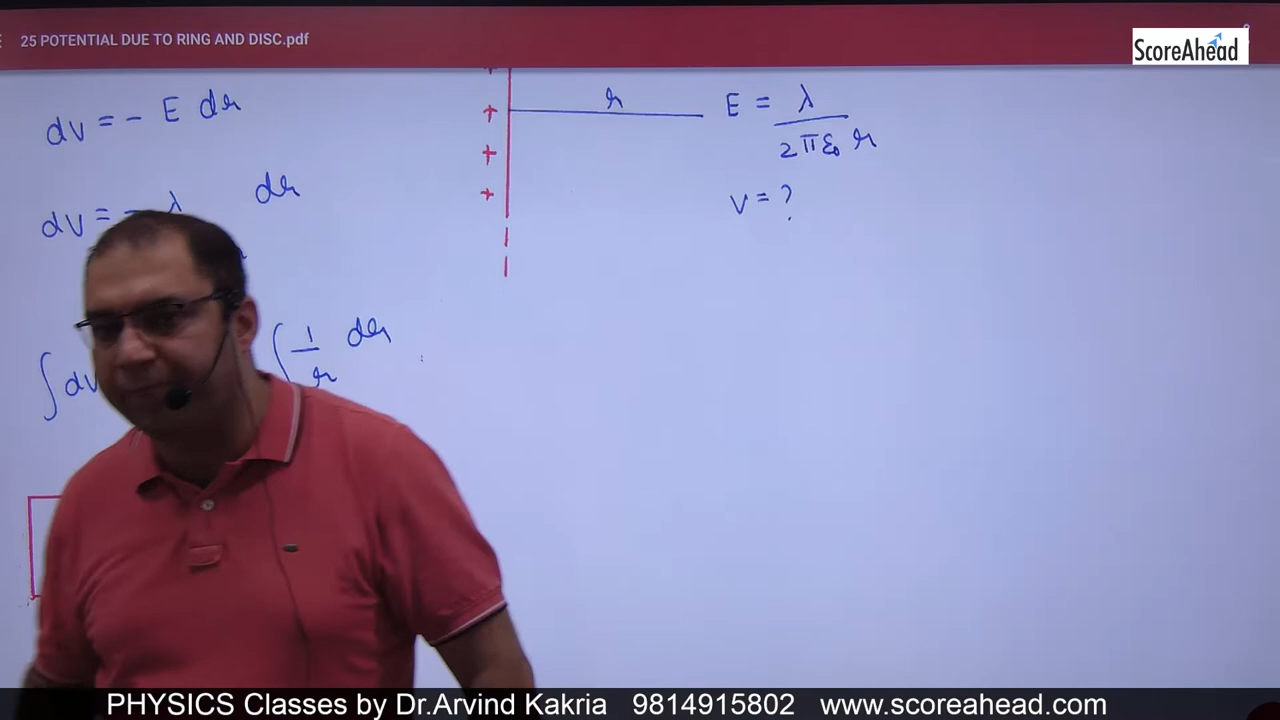 25 POTENTIAL DUE TO RING AND DISC.pdf
ScoreAhead
dv = - E dr
r
E = λ / 2πε₀ r
dv = - λ dr
v = ?
∫ dv ∫ 1/r dr
PHYSICS Classes by Dr.Arvind Kakria 9814915802 www.scoreahead.com